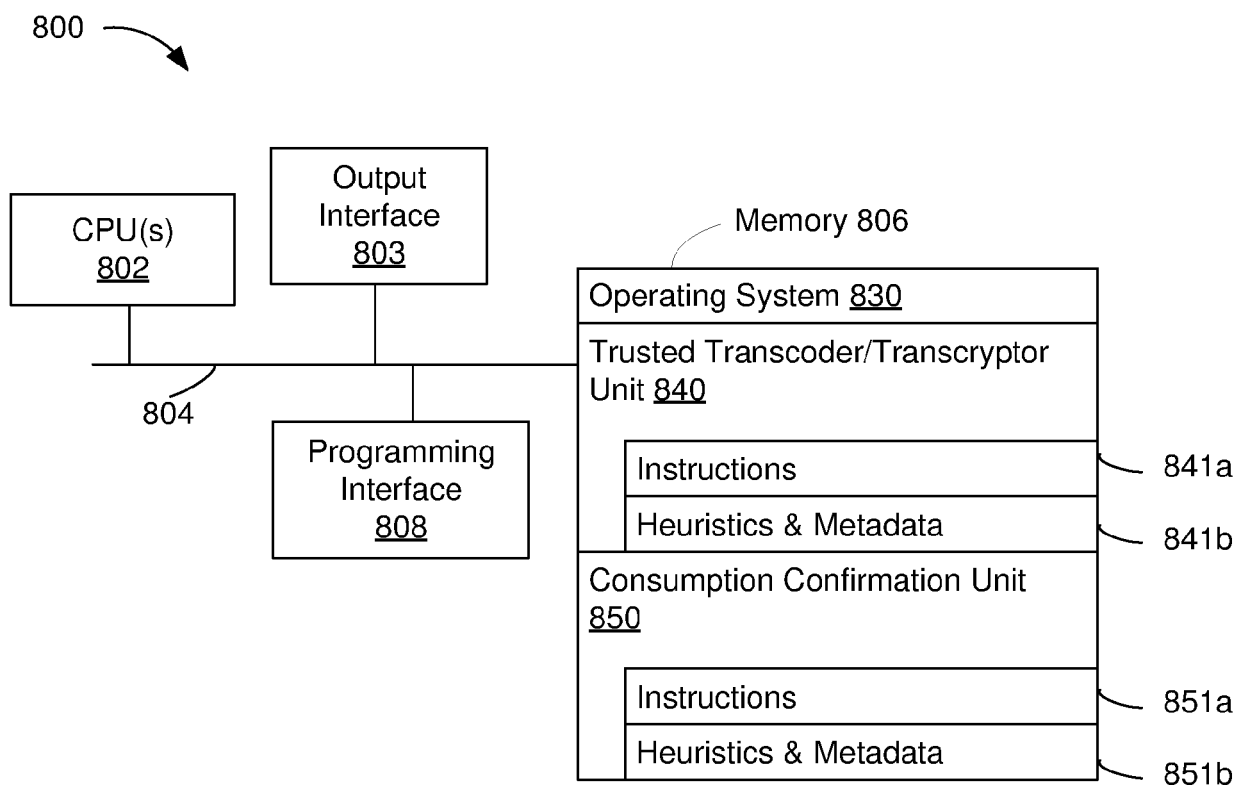 800
Output
Interface
803
CPU(s)
802
Memory 806
Operating System 830
Trusted Transcoder/Transcryptor
Unit 840
804
Programming
Interface
808
Instructions
841a
Heuristics & Metadata
841b
Consumption Confirmation Unit
850
Instructions
851a
Heuristics & Metadata
851b